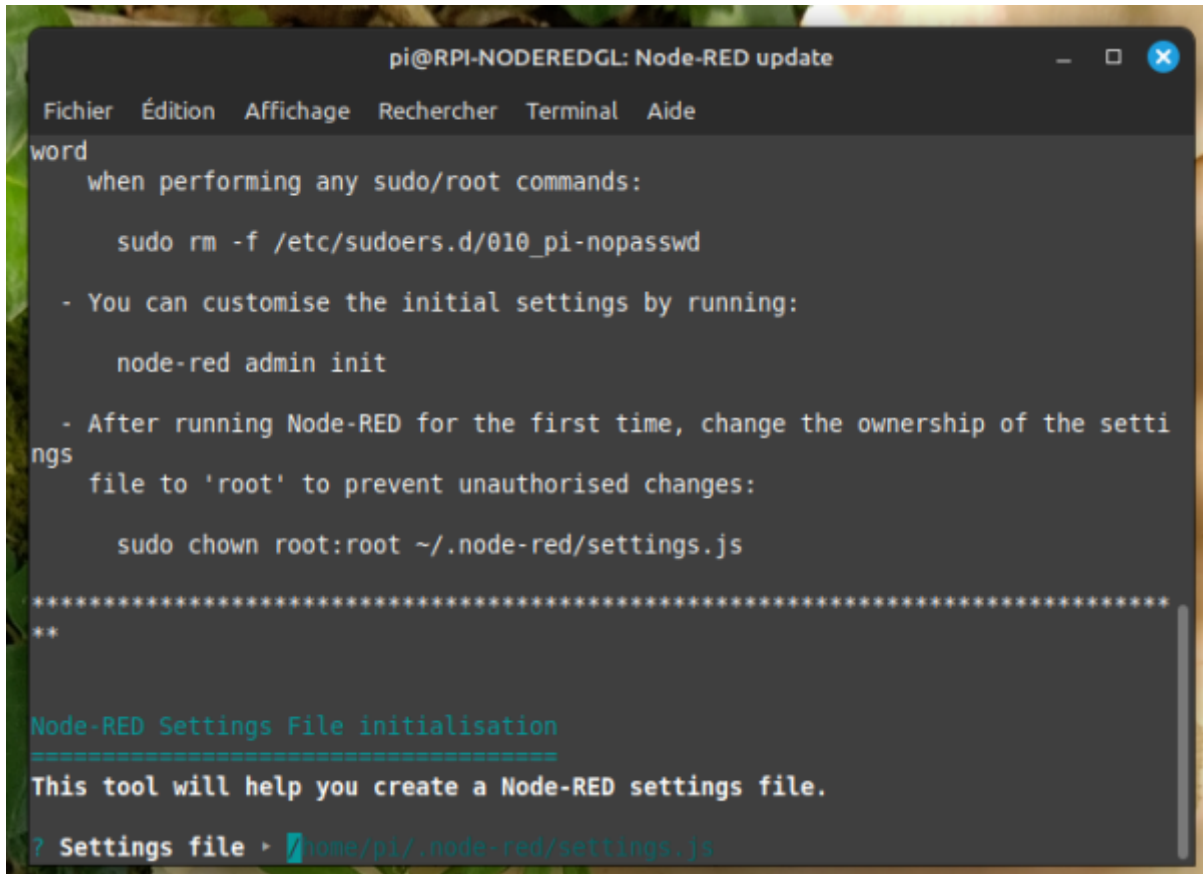 pi@RPI-NODEREDGL: Node-RED update
Fichier Édition Affichage Rechercher Terminal Aide
word
when performing any sudo/root commands:
sudo rm -f /etc/sudoers.d/010_pi-nopasswd
- You can customise the initial settings by running:
node-red admin init
- After running Node-RED for the first time, change the ownership of the setti
ngs
file to 'root' to prevent unauthorised changes:
sudo chown root:root ~/.node-red/settings.js
********************************************************************************
**
Node-RED Settings File initialisation
=====================================
This tool will help you create a Node-RED settings file.
? Settings file ‣ /home/pi/.node-red/settings.js